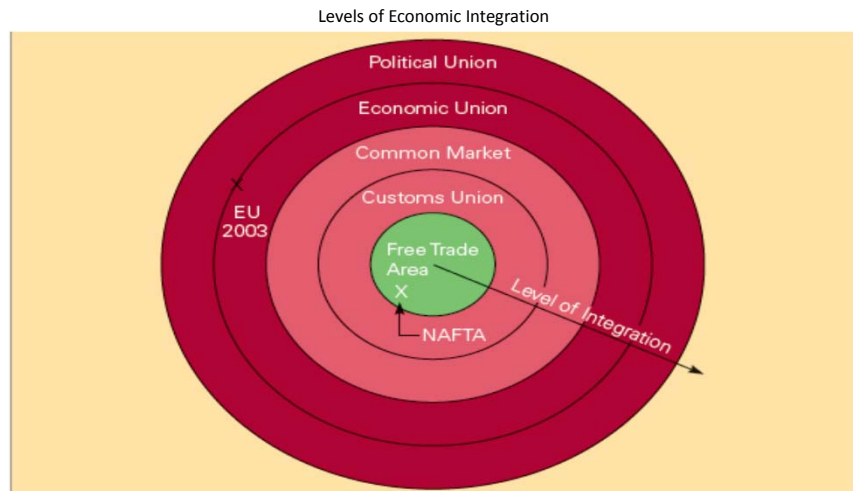 Levels of Economic Integration
Political Union
Economic Union
Common Market
Customs Union
EU
2003
Free Trade
Area
X
X
NAFTA
Level of Integration